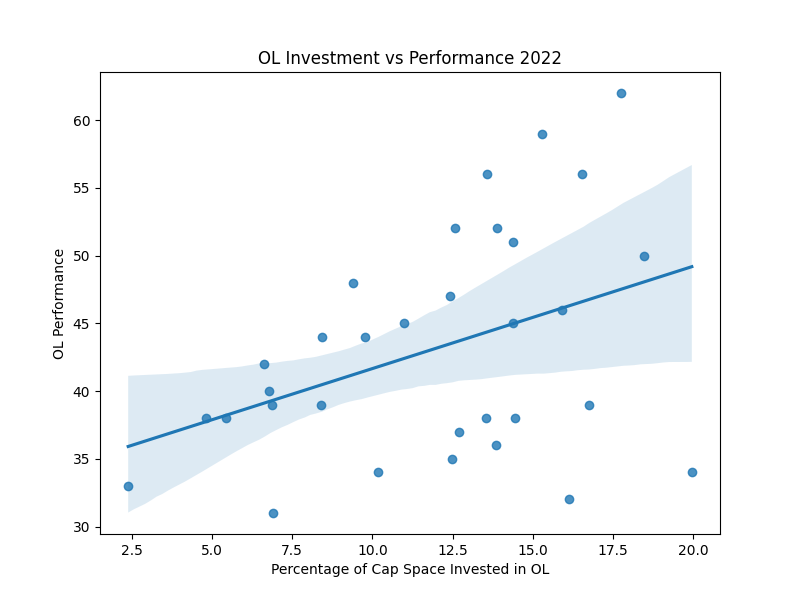 OL Investment vs Performance 2022
60
55
50
45
40
35
30
OL Performance
2.5 5.0 7.5 10.0 12.5 15.0 17.5 20.0
Percentage of Cap Space Invested in OL